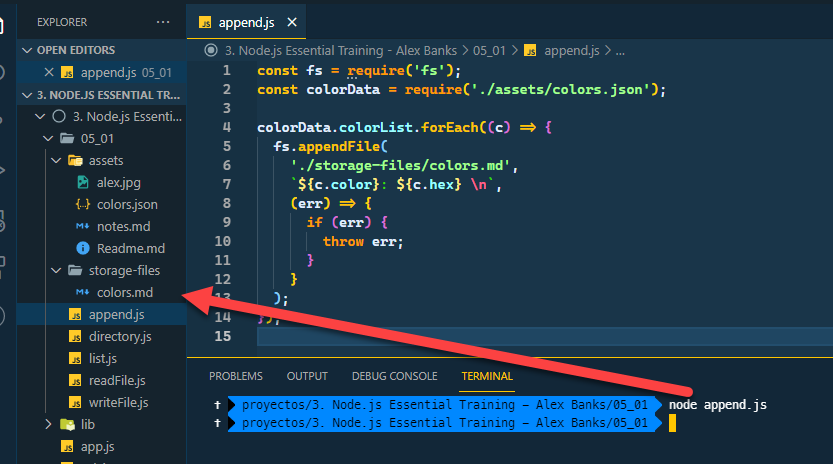 EXPLORER ...
append.js
OPEN EDITORS
append.js 05_01
3. NODE.JS ESSENTIAL TR...
3. Node.js Essenti...
05_01
assets
alex.jpg
colors.json
notes.md
Readme.md
storage-files
colors.md
append.js
directory.js
list.js
readFile.js
writeFile.js
lib
app.js
3. Node.js Essential Training - Alex Banks > 05_01 > JS append.js > ...
1 const fs = require('fs');
2 const colorData = require('./assets/colors.json');
3
4 colorData.colorList.forEach((c) => {
5 fs.appendFile(
6 './storage-files/colors.md',
7 `${c.color}: ${c.hex} \n`,
8 (err) => {
9 if (err) {
10 throw err;
11 }
12 }
13 );
14 });
15
PROBLEMS OUTPUT DEBUG CONSOLE TERMINAL
proyectos/3. Node.js Essential Training - Alex Banks/05_01 node append.js
proyectos/3. Node.js Essential Training - Alex Banks/05_01